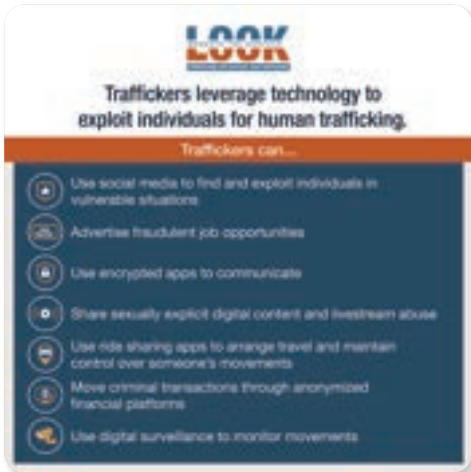 LOOK
Traffickers leverage technology to
exploit individuals for human trafficking.
Traffickers can...
Use social media to find and exploit individuals in
vulnerable situations
Advertise fraudulent job opportunities
Use encrypted apps to communicate
Share sexually explicit digital content and livestream abuse
Use ride sharing apps to arrange travel and maintain
control over someone's movements
Move criminal transactions through anonymized
financial platforms
Use digital surveillance to monitor movements